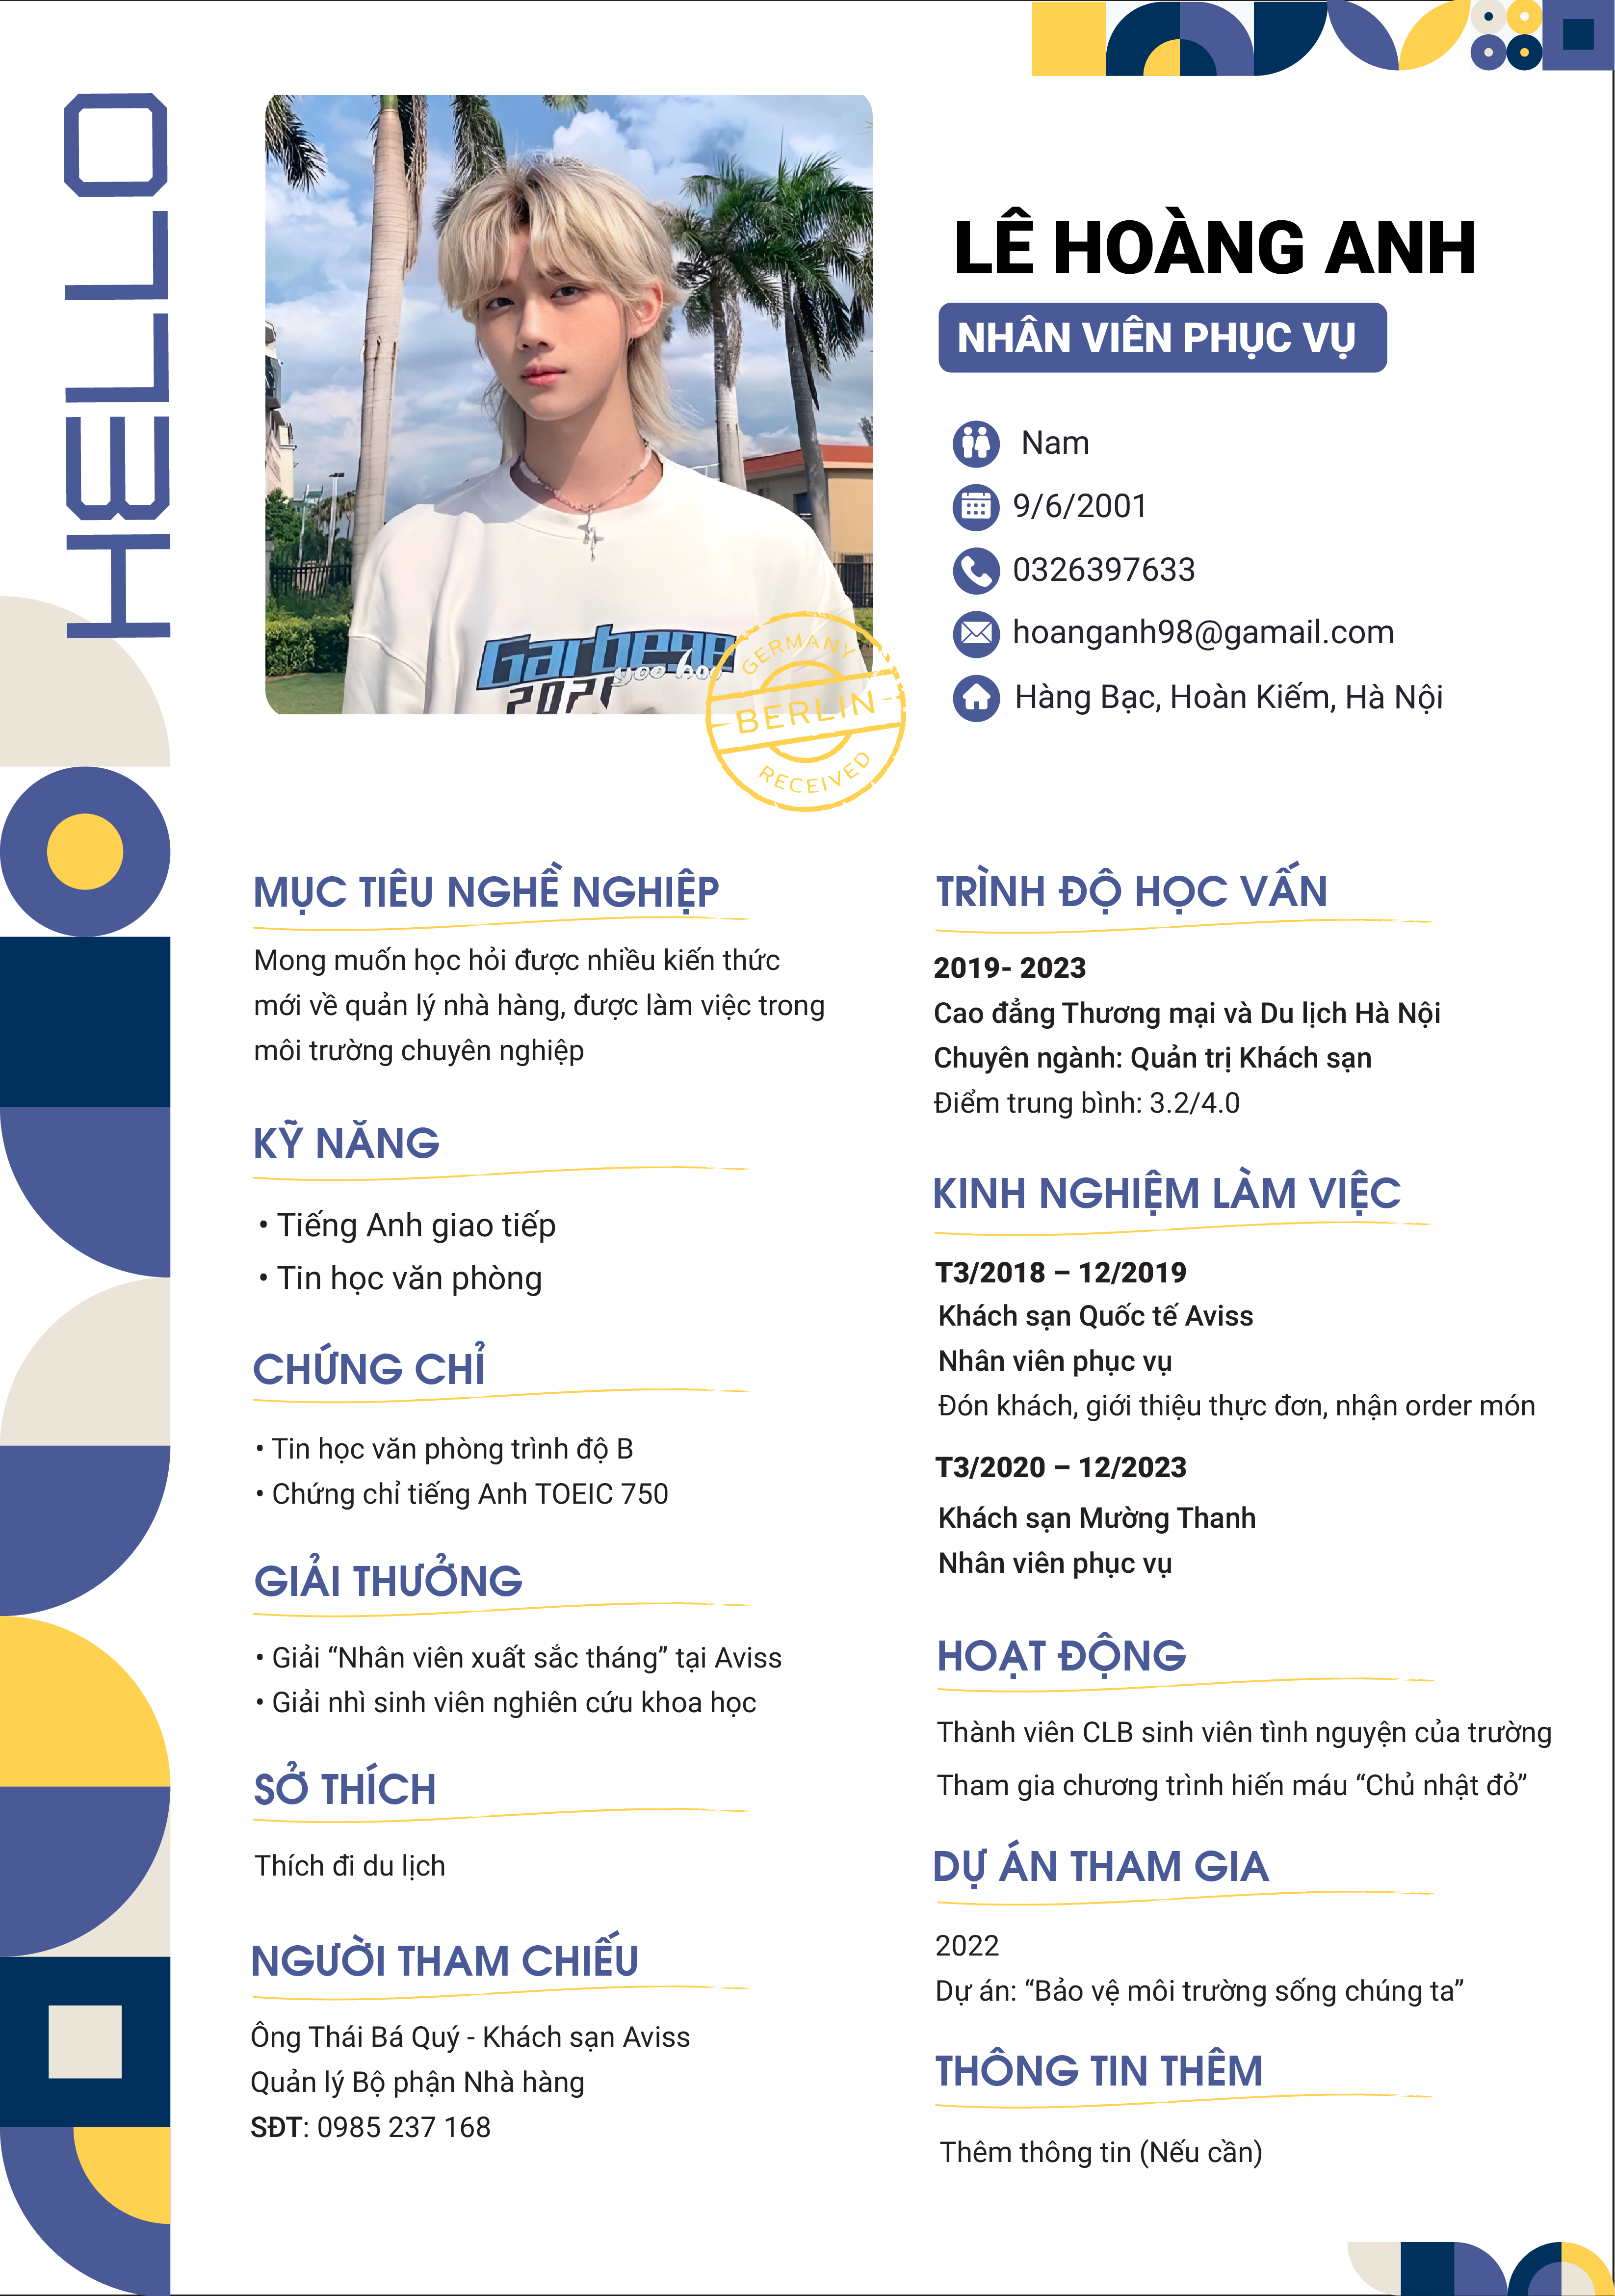 HELLO
LÊ HOÀNG ANH
NHÂN VIÊN PHỤC VỤ
Nam
9/6/2001
0326397633
hoanganh98@gamail.com
Hàng Bạc, Hoàn Kiếm, Hà Nội
Garbege
yoo hoo
2021
GERMANY
BERLIN
RECEIVED
MỤC TIÊU NGHỀ NGHIỆP
Mong muốn học hỏi được nhiều kiến thức
mới về quản lý nhà hàng, được làm việc trong
môi trường chuyên nghiệp
KỸ NĂNG
• Tiếng Anh giao tiếp
• Tin học văn phòng
CHỨNG CHỈ
• Tin học văn phòng trình độ B
• Chứng chỉ tiếng Anh TOEIC 750
GIẢI THƯỞNG
• Giải “Nhân viên xuất sắc tháng” tại Aviss
• Giải nhì sinh viên nghiên cứu khoa học
SỞ THÍCH
Thích đi du lịch
NGƯỜI THAM CHIẾU
Ông Thái Bá Quý - Khách sạn Aviss
Quản lý Bộ phận Nhà hàng
SĐT: 0985 237 168
TRÌNH ĐỘ HỌC VẤN
2019- 2023
Cao đẳng Thương mại và Du lịch Hà Nội
Chuyên ngành: Quản trị Khách sạn
Điểm trung bình: 3.2/4.0
KINH NGHIỆM LÀM VIỆC
T3/2018 – 12/2019
Khách sạn Quốc tế Aviss
Nhân viên phục vụ
Đón khách, giới thiệu thực đơn, nhận order món
T3/2020 – 12/2023
Khách sạn Mường Thanh
Nhân viên phục vụ
HOẠT ĐỘNG
Thành viên CLB sinh viên tình nguyện của trường
Tham gia chương trình hiến máu “Chủ nhật đỏ”
DỰ ÁN THAM GIA
2022
Dự án: “Bảo vệ môi trường sống chúng ta”
THÔNG TIN THÊM
Thêm thông tin (Nếu cần)